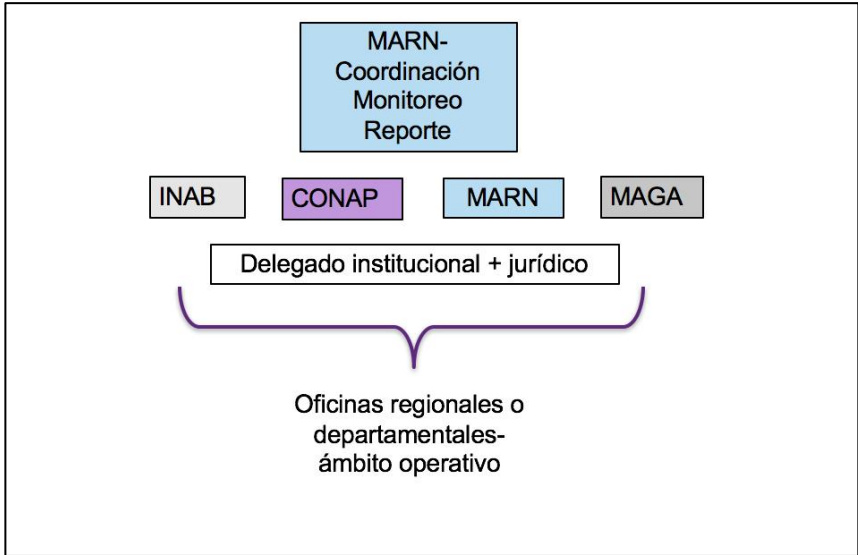 MARN-
Coordinación
Monitoreo
Reporte
INAB CONAP MARN MAGA
Delegado institucional + jurídico
Oficinas regionales o
departamentales-
ámbito operativo